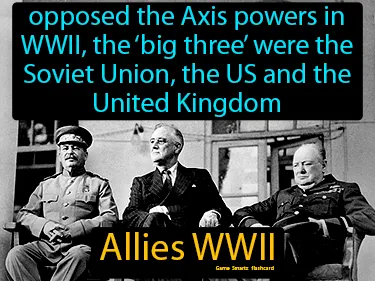 opposed the Axis powers in
WWII, the ‘big three’ were the
Soviet Union, the US and the
United Kingdom
Allies WWII
Game Smartz flashcard